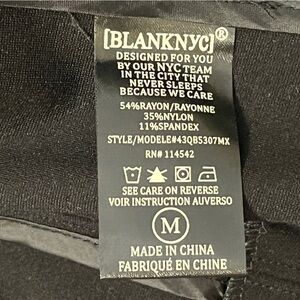 [BLANKNYC]®
DESIGNED FOR YOU
BY OUR NYC TEAM
IN THE CITY THAT
NEVER SLEEPS
BECAUSE WE CARE
54%RAYON/RAYONNE
35%NYLON
11%SPANDEX
STYLE/MODELE#43QB5307MX
RN# 114542
SEE CARE ON REVERSE
VOIR INSTRUCTION AUVERSO
M
MADE IN CHINA
FABRIQUÉ EN CHINE